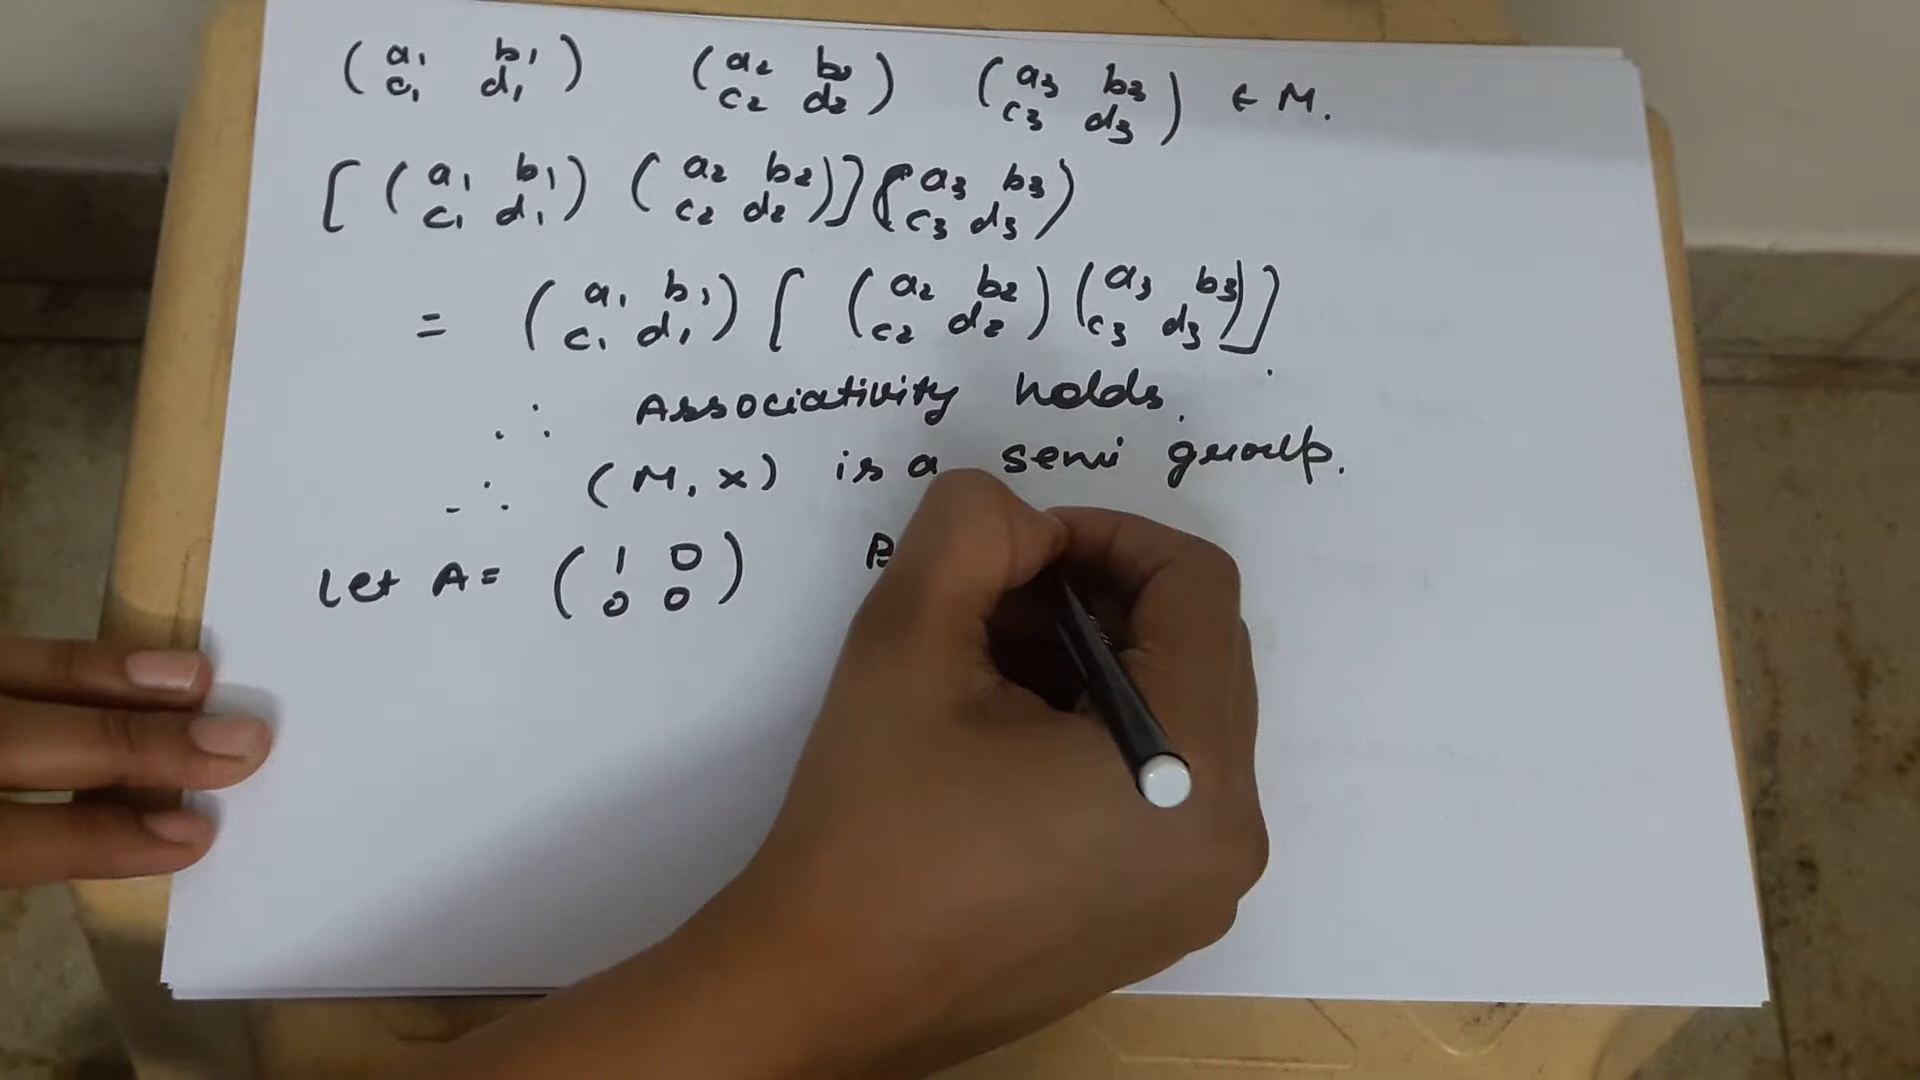 ( a1 b1 c1 d1 ) ( a2 b2 c2 d2 ) ( a3 b3 c3 d3 ) ∈ M.
[ ( a1 b1 c1 d1 ) ( a2 b2 c2 d2 ) ] ( a3 b3 c3 d3 )
= ( a1 b1 c1 d1 ) [ ( a2 b2 c2 d2 ) ( a3 b3 c3 d3 ) ]
∴ Associativity holds.
∴ (M, x) is a semi group.
Let A = ( 1 0 0 0 ) B